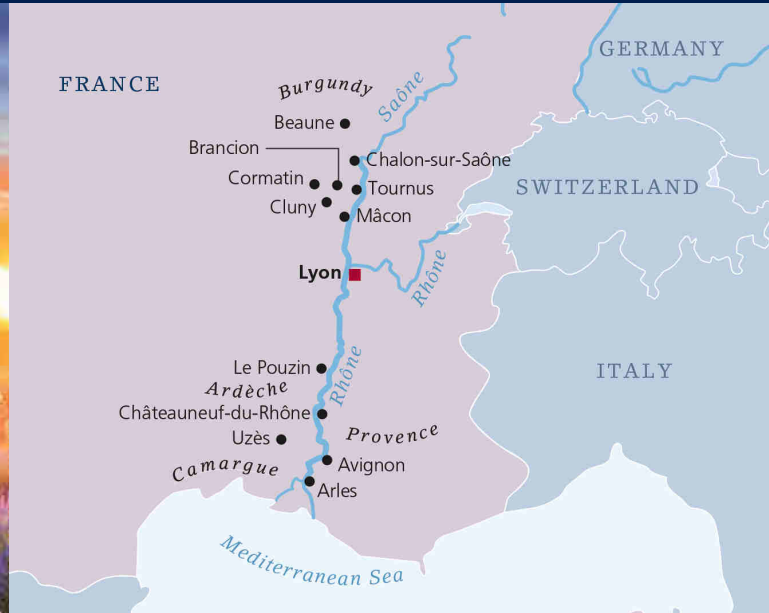 GERMANY
FRANCE
Burgundy
Saône
Beaune
Brancion
Chalon-sur-Saône
Cormatin
Tournus
SWITZERLAND
Cluny
Mâcon
Lyon
Rhône
Le Pouzin
Rhône
ITALY
Ardèche
Châteauneuf-du-Rhône
Uzès
Provence
Camargue
Avignon
Arles
Mediterranean Sea